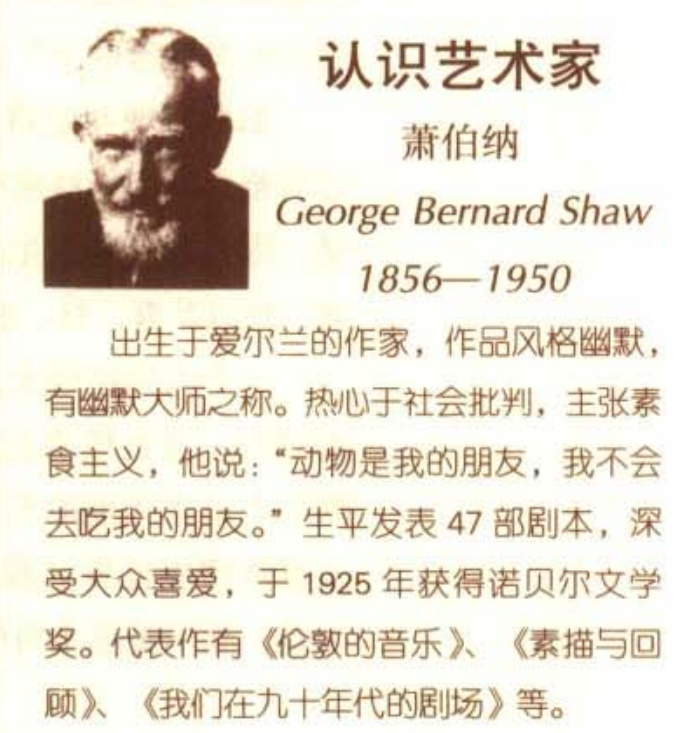 认识艺术家
萧伯纳
George Bernard Shaw
1856—1950
出生于爱尔兰的作家，作品风格幽默，
有幽默大师之称。热心于社会批判，主张素
食主义，他说：“动物是我的朋友，我不会
去吃我的朋友。”生平发表 47 部剧本，深
受大众喜爱，于 1925 年获得诺贝尔文学
奖。代表作有《伦敦的音乐》、《素描与回
顾》、《我们在九十年代的剧场》等。